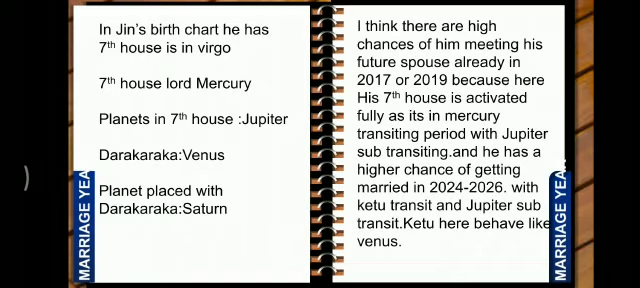 In Jin's birth chart he has
7th house is in virgo
7th house lord Mercury
Planets in 7th house :Jupiter
Darakaraka:Venus
Planet placed with
Darakaraka:Saturn
MARRIAGE YEA
I think there are high
chances of him meeting his
future spouse already in
2017 or 2019 because here
His 7th house is activated
fully as its in mercury
transiting period with Jupiter
sub transiting.and he has a
higher chance of getting
married in 2024-2026. with
ketu transit and Jupiter sub
transit.Ketu here behave like
venus.
MARRIAGE YEAR